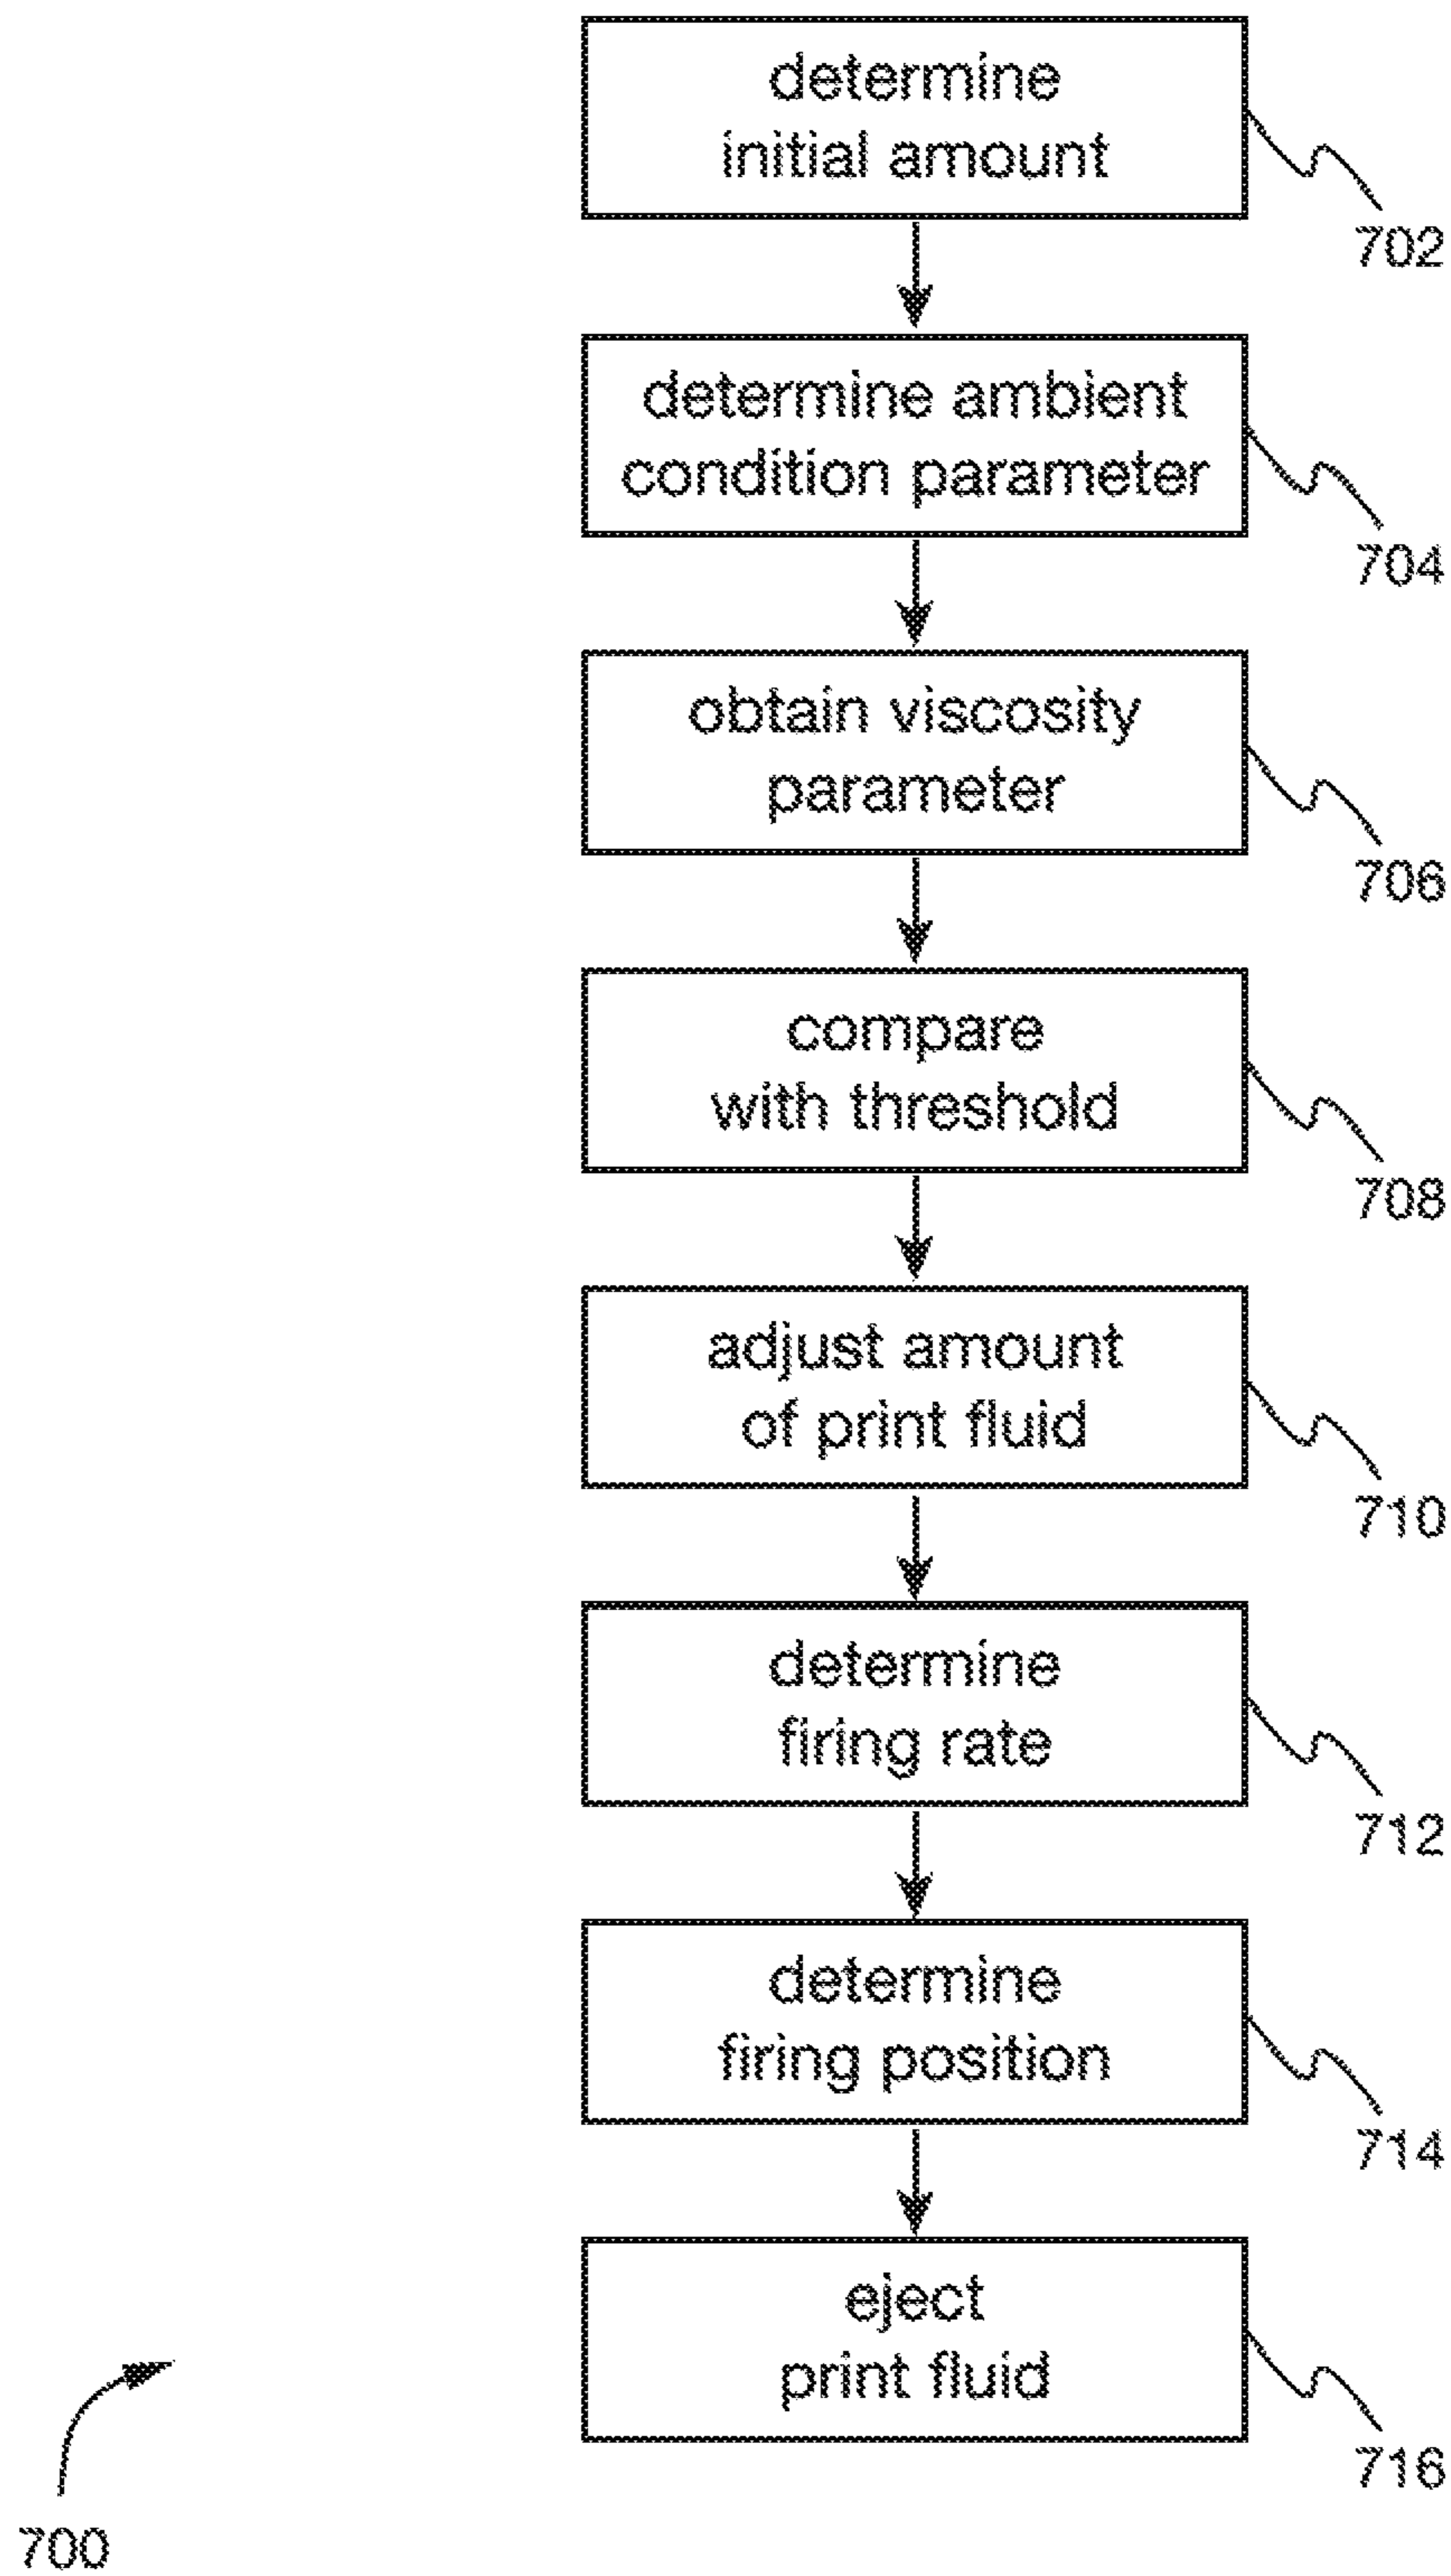 determine
initial amount
702
determine ambient
condition parameter
704
obtain viscosity
parameter
706
compare
with threshold
708
adjust amount
of print fluid
710
determine
firing rate
712
determine
firing position
714
eject
print fluid
716
700